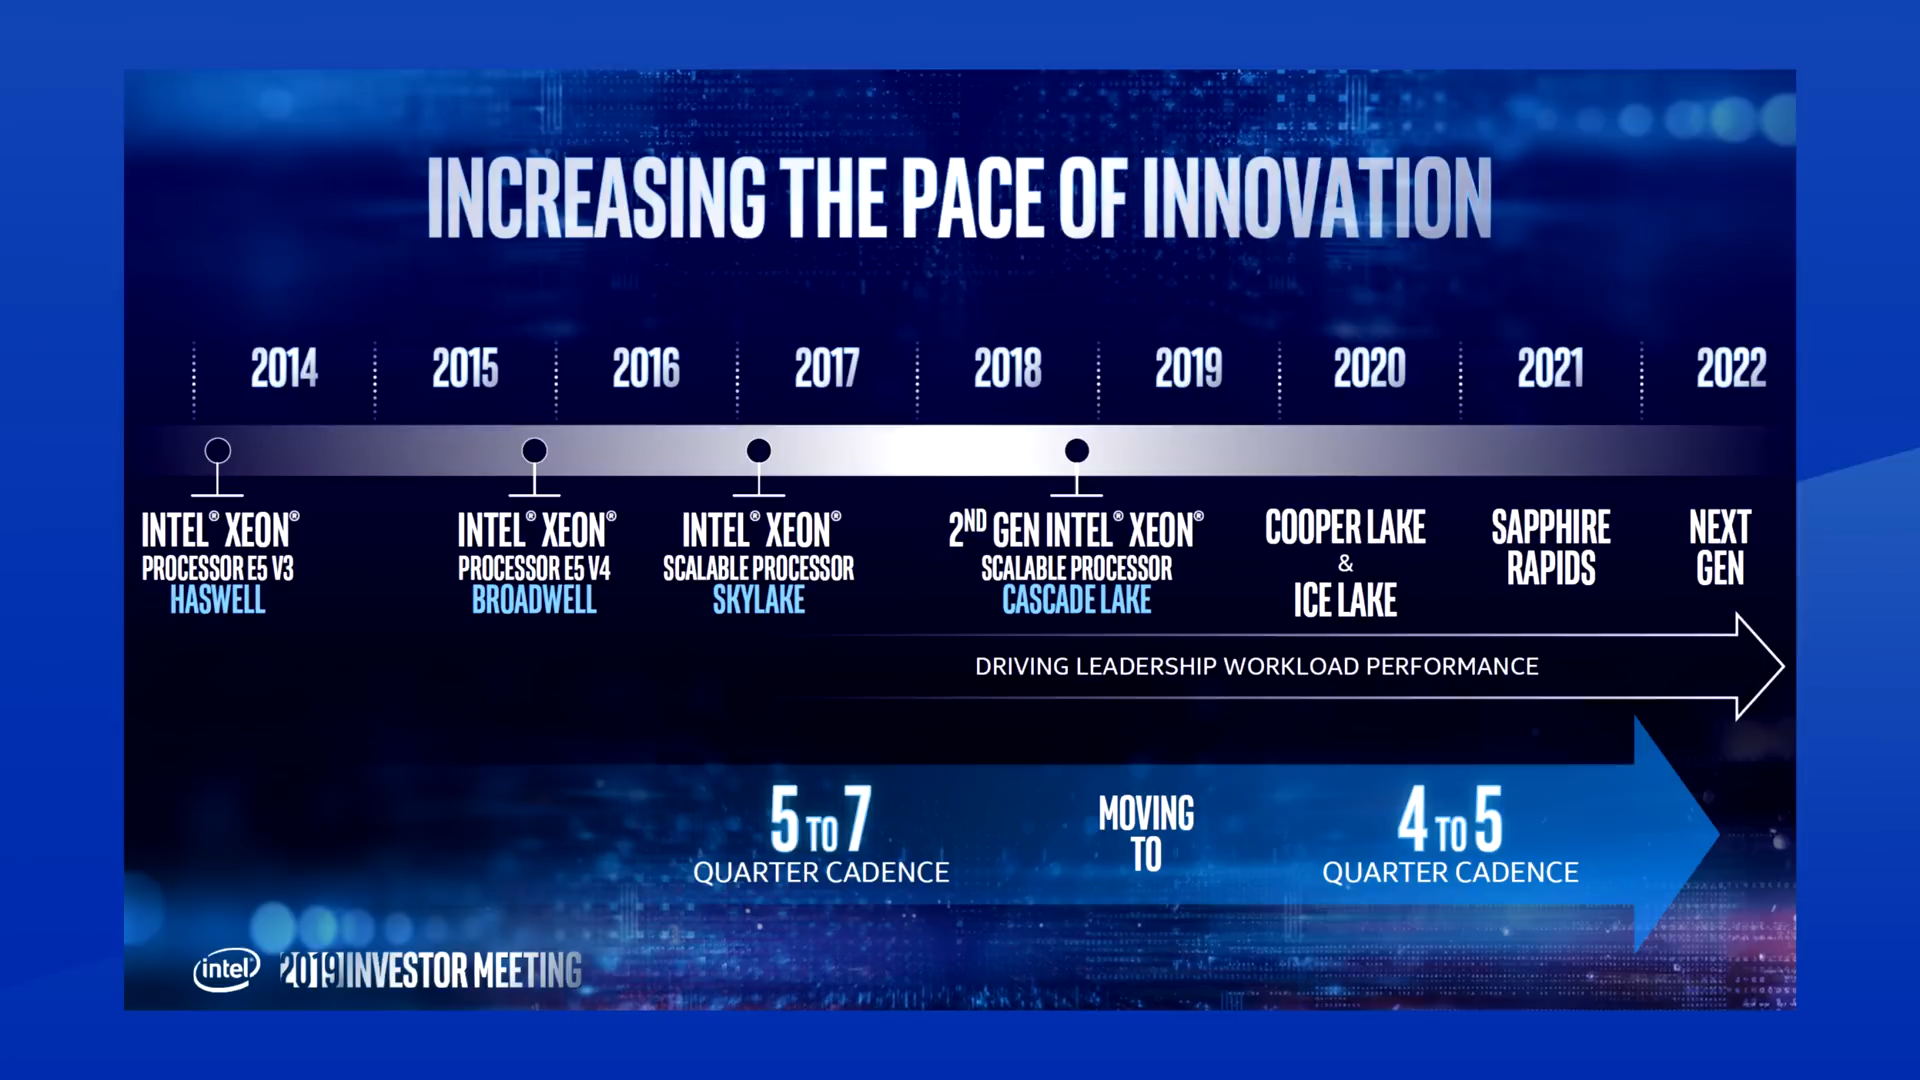 INCREASING THE PACE OF INNOVATION
2014 2015 2016 2017 2018 2019 2020 2021 2022
INTEL® XEON®
PROCESSOR E5 V3
HASWELL
INTEL® XEON®
PROCESSOR E5 V4
BROADWELL
INTEL® XEON®
SCALABLE PROCESSOR
SKYLAKE
2ND GEN INTEL® XEON®
SCALABLE PROCESSOR
CASCADE LAKE
COOPER LAKE
&
ICE LAKE
SAPPHIRE
RAPIDS
NEXT
GEN
DRIVING LEADERSHIP WORKLOAD PERFORMANCE
5 TO 7
QUARTER CADENCE
MOVING
TO
4 TO 5
QUARTER CADENCE
intel 2019 INVESTOR MEETING